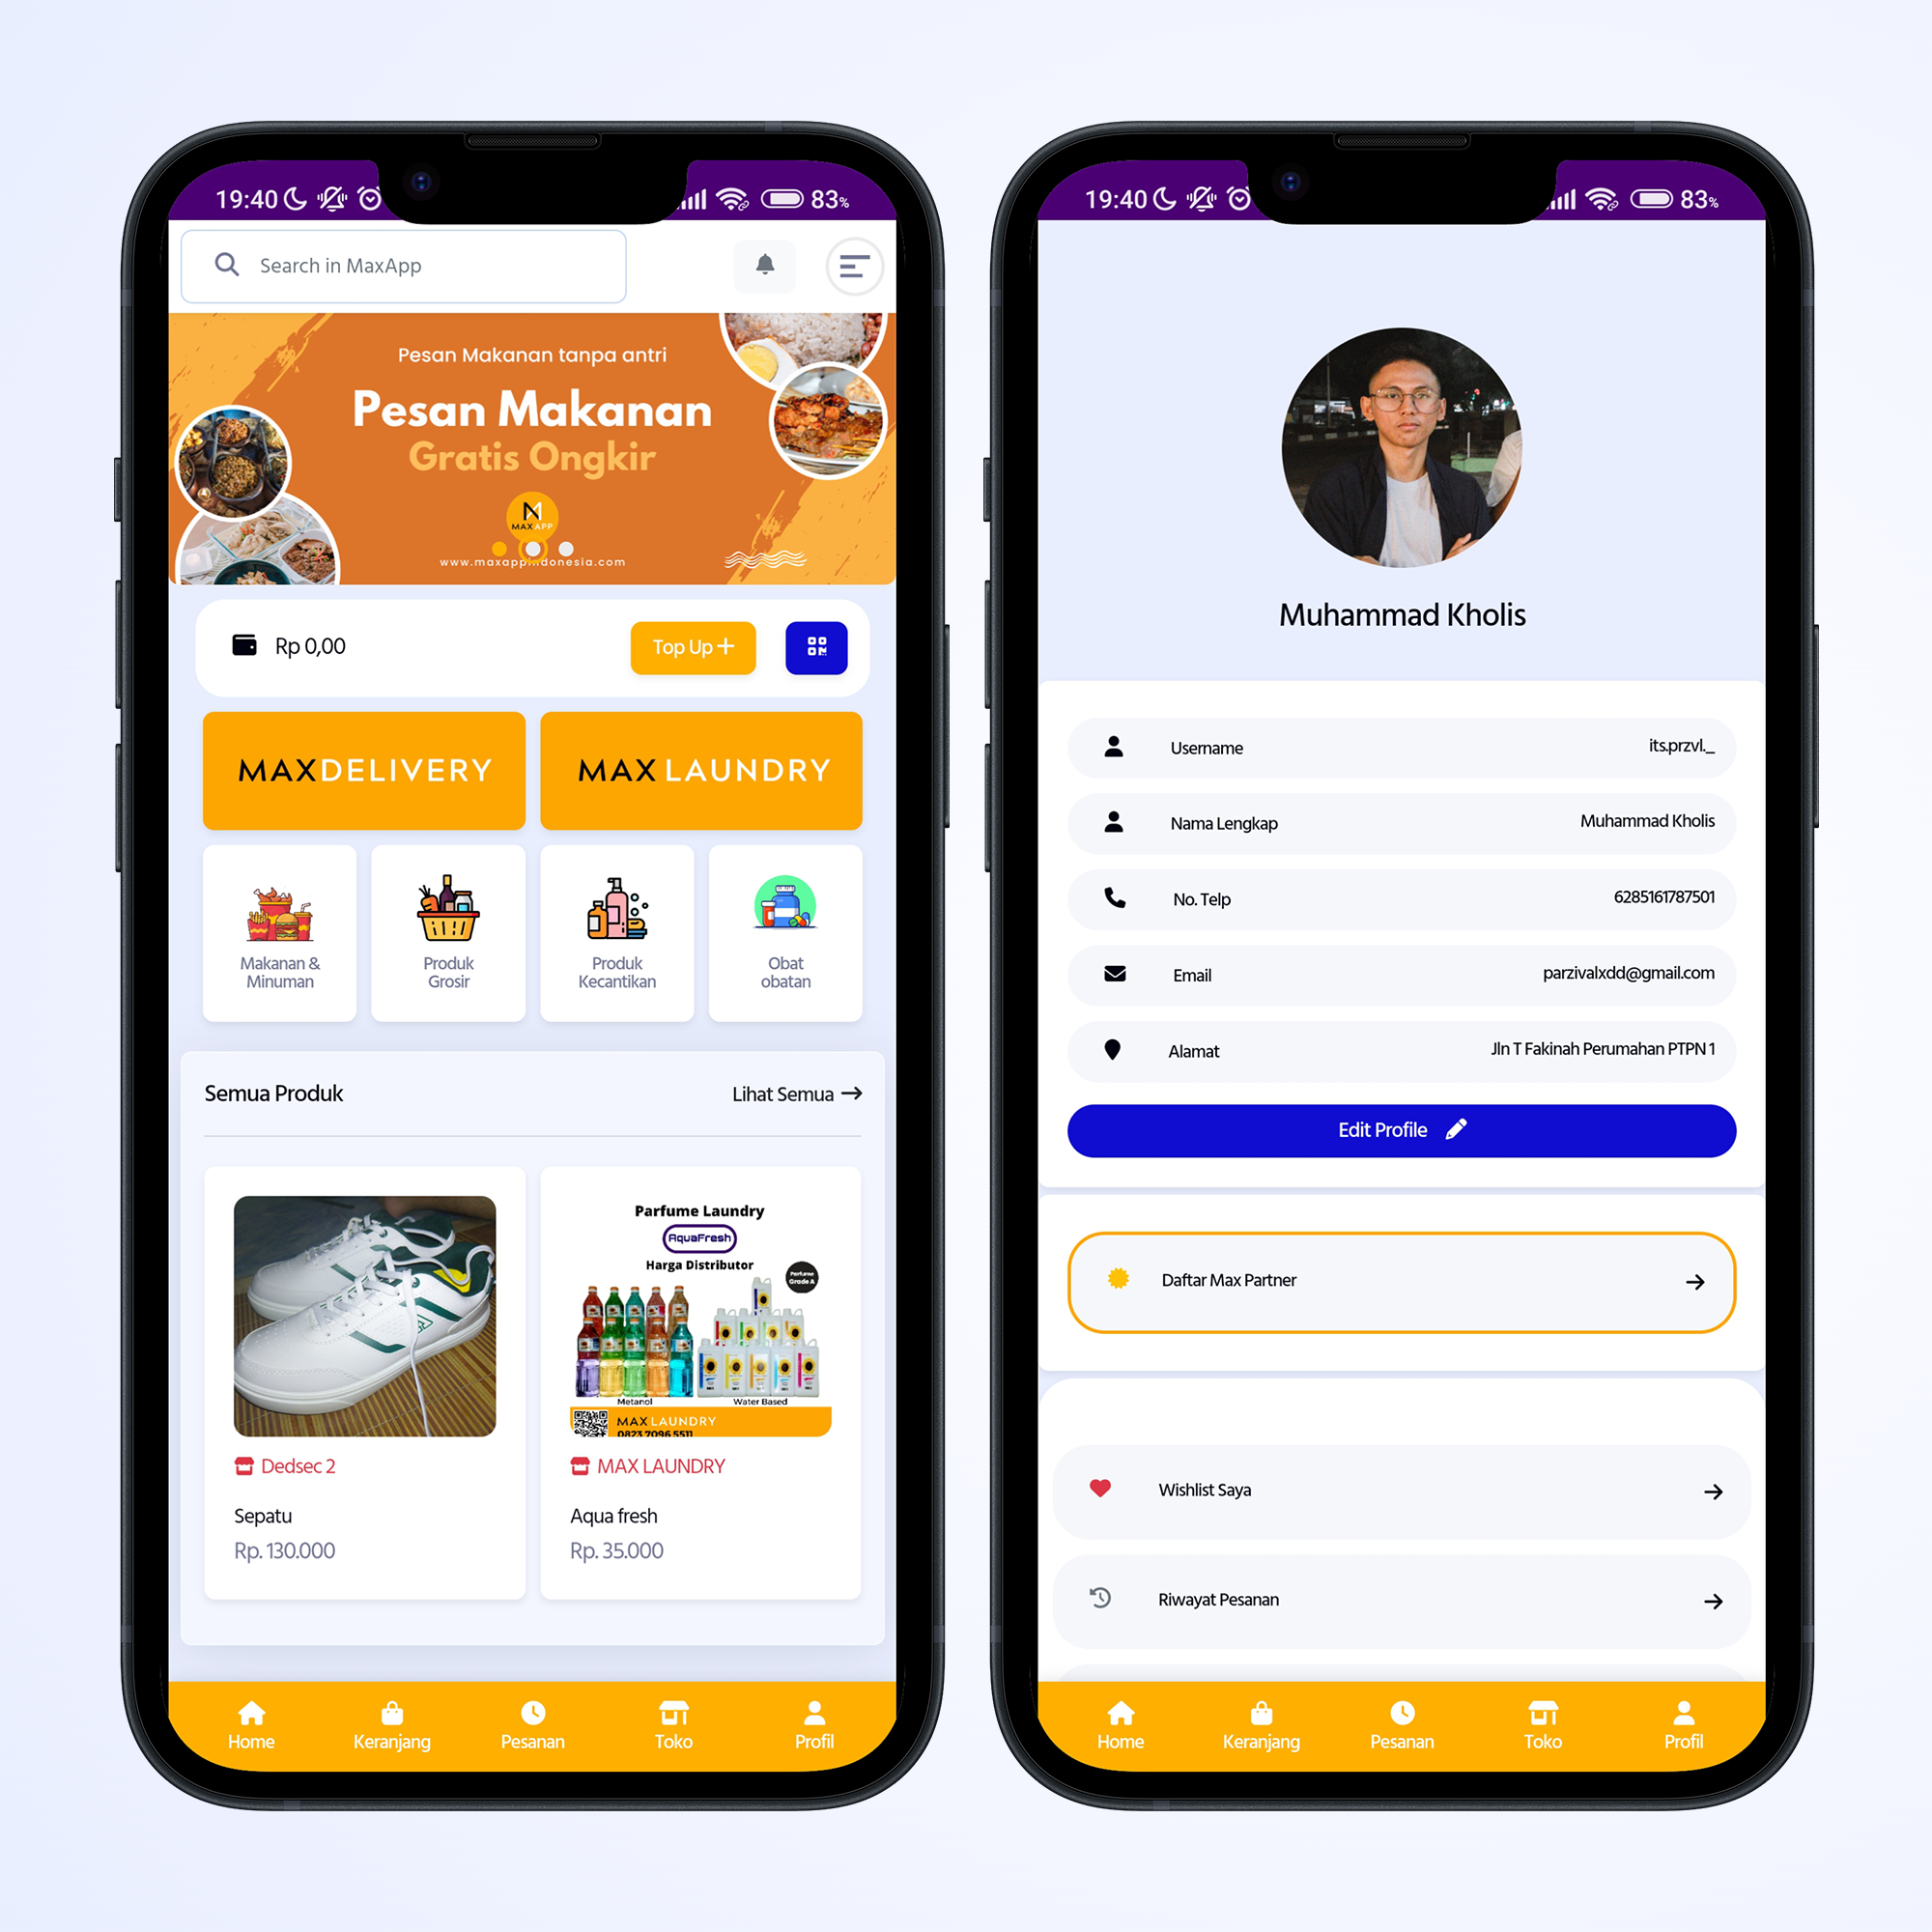 19:40
83%
Search in MaxApp
Pesan Makanan tanpa antri
Pesan Makanan
Gratis Ongkir
MAX APP
www.maxappindonesia.com
Rp 0,00
Top Up
MAXDELIVERY
MAX LAUNDRY
Makanan &
Minuman
Produk
Grosir
Produk
Kecantikan
Obat
obatan
Semua Produk
Lihat Semua
Parfume Laundry
AquaFresh
Harga Distributor
Parfume
Grade A
Metanol
Water Based
MAX LAUNDRY
0823 7096 5511
Dedsec 2
Sepatu
Rp. 130.000
MAX LAUNDRY
Aqua fresh
Rp. 35.000
Home
Keranjang
Pesanan
Toko
Profil
19:40
83%
Muhammad Kholis
Username
its.przvl._
Nama Lengkap
Muhammad Kholis
No. Telp
6285161787501
Email
parzivalxdd@gmail.com
Alamat
Jln T Fakinah Perumahan PTPN 1
Edit Profile
Daftar Max Partner
Wishlist Saya
Riwayat Pesanan
Home
Keranjang
Pesanan
Toko
Profil